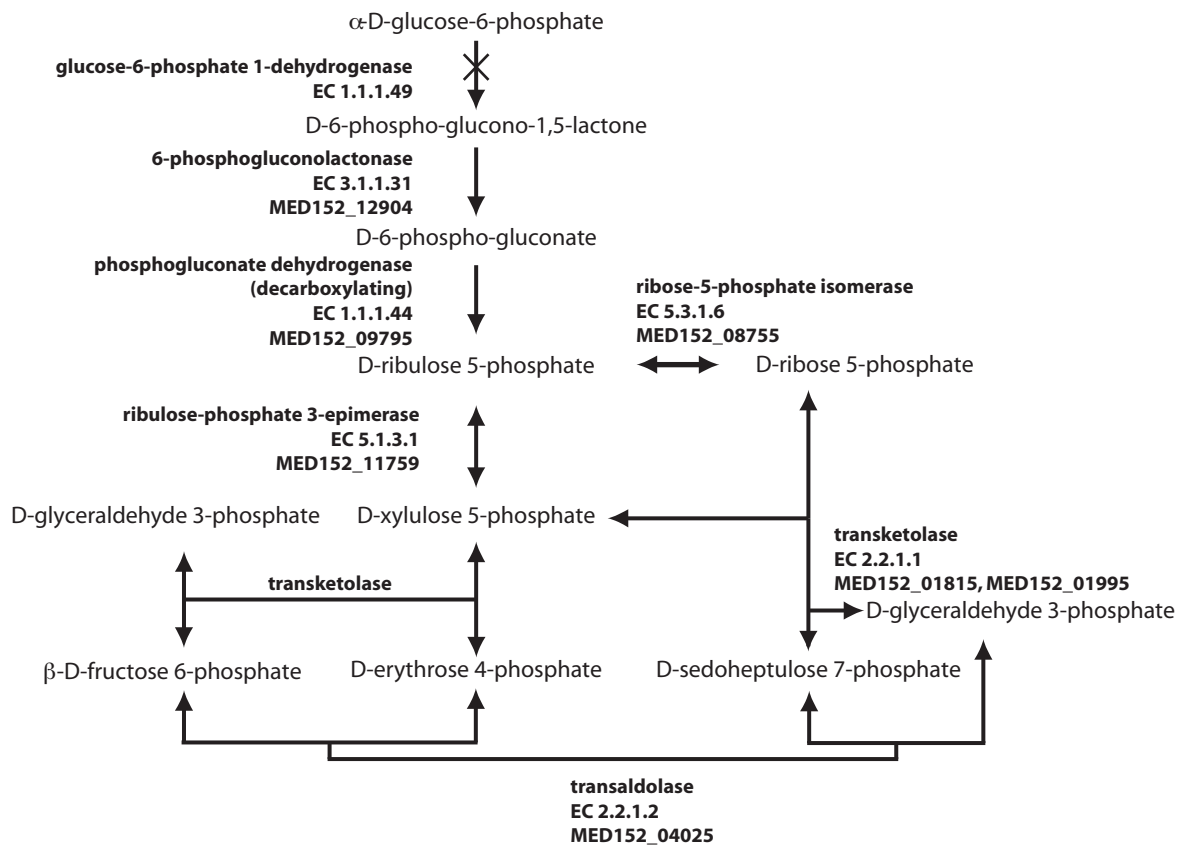 α-D-glucose-6-phosphate
glucose-6-phosphate 1-dehydrogenase
EC 1.1.1.49
D-6-phospho-glucono-1,5-lactone
6-phosphogluconolactonase
EC 3.1.1.31
MED152_12904
D-6-phospho-gluconate
phosphogluconate dehydrogenase
(decarboxylating)
EC 1.1.1.44
MED152_09795
ribose-5-phosphate isomerase
EC 5.3.1.6
MED152_08755
D-ribulose 5-phosphate
D-ribose 5-phosphate
ribulose-phosphate 3-epimerase
EC 5.1.3.1
MED152_11759
D-glyceraldehyde 3-phosphate
D-xylulose 5-phosphate
transketolase
EC 2.2.1.1
MED152_01815, MED152_01995
transketolase
D-glyceraldehyde 3-phosphate
β-D-fructose 6-phosphate
D-erythrose 4-phosphate
D-sedoheptulose 7-phosphate
transaldolase
EC 2.2.1.2
MED152_04025